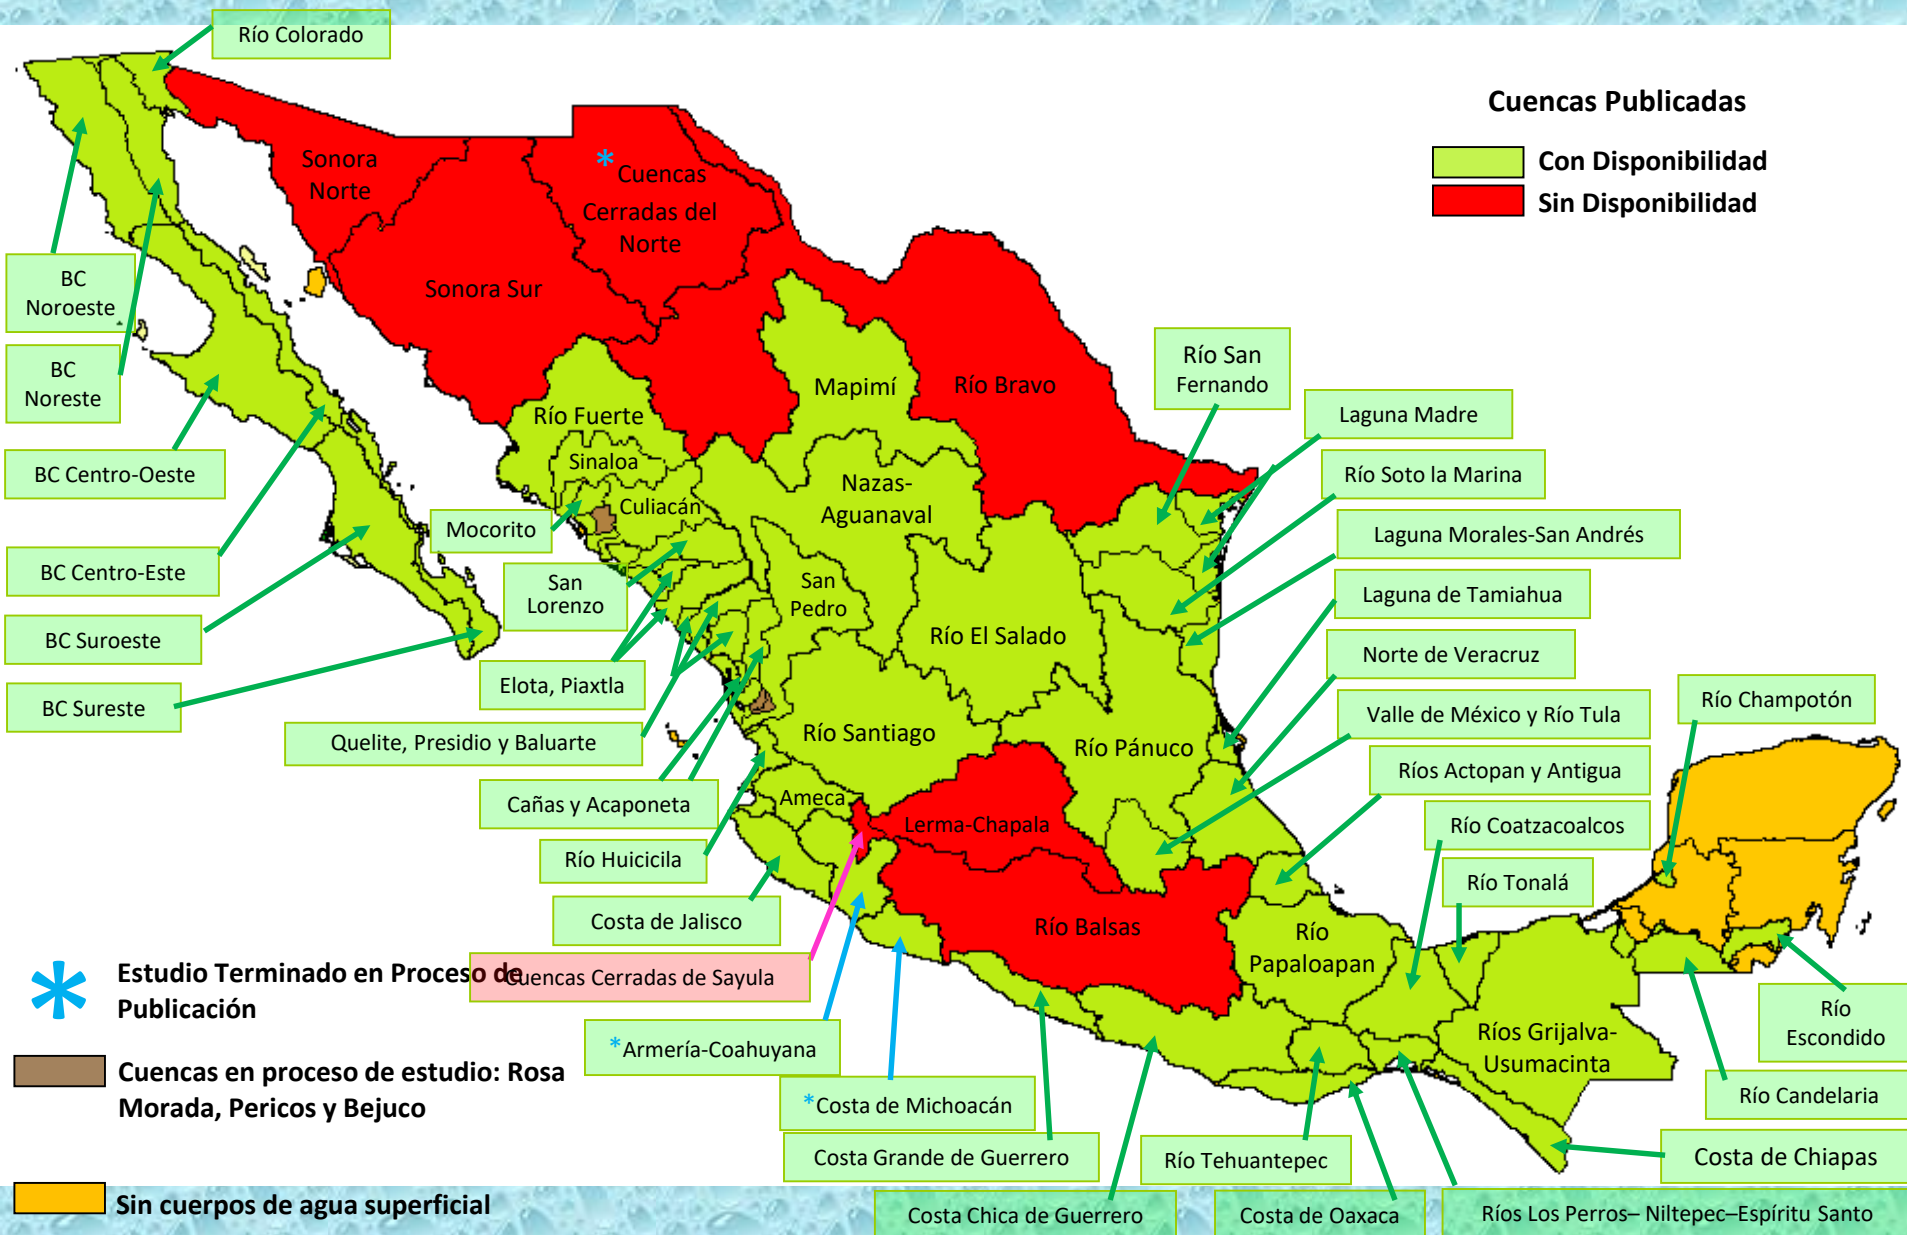 Río Colorado
Cuencas Publicadas
Con Disponibilidad
Sin Disponibilidad
Sonora
Norte
*Cuencas
Cerradas del
Norte
Sonora Sur
BC
Noroeste
BC
Noreste
BC Centro-Oeste
BC Centro-Este
BC Suroeste
BC Sureste
Río Fuerte
Sinaloa
Culiacán
Mocorito
San
Lorenzo
Elota, Piaxtla
Quelite, Presidio y Baluarte
Cañas y Acaponeta
Río Huicicila
Costa de Jalisco
Cuencas Cerradas de Sayula
*Armería-Coahuyana
*Costa de Michoacán
Costa Grande de Guerrero
Costa Chica de Guerrero
Mapimí
Río Bravo
Nazas-
Aguanaval
San
Pedro
Río El Salado
Río Santiago
Río Pánuco
Ameca
Lerma-Chapala
Río Balsas
Río
Papaloapan
Ríos Grijalva-
Usumacinta
Río San
Fernando
Laguna Madre
Río Soto la Marina
Laguna Morales-San Andrés
Laguna de Tamiahua
Norte de Veracruz
Valle de México y Río Tula
Ríos Actopan y Antigua
Río Coatzacoalcos
Río Tonalá
Río Champotón
Río
Escondido
Río Candelaria
Costa de Chiapas
Río Tehuantepec
Costa de Oaxaca
Ríos Los Perros– Niltepec–Espíritu Santo
* Estudio Terminado en Proceso de
Publicación
Cuencas en proceso de estudio: Rosa
Morada, Pericos y Bejuco
Sin cuerpos de agua superficial